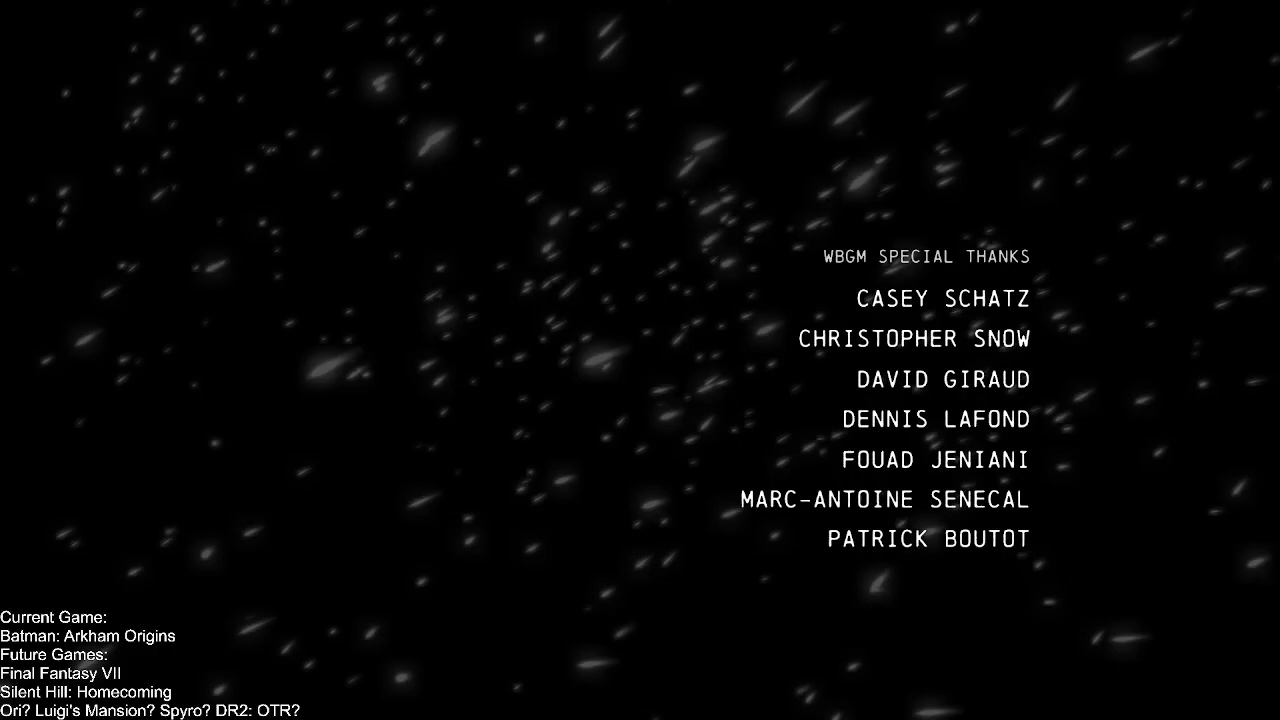 WBGM SPECIAL THANKS
CASEY SCHATZ
CHRISTOPHER SNOW
DAVID GIRAUD
DENNIS LAFOND
FOUAD JENIANI
MARC-ANTOINE SENECAL
PATRICK BOUTOT
Current Game:
Batman: Arkham Origins
Future Games:
Final Fantasy VII
Silent Hill: Homecoming
Ori? Luigi's Mansion? Spyro? DR2: OTR?